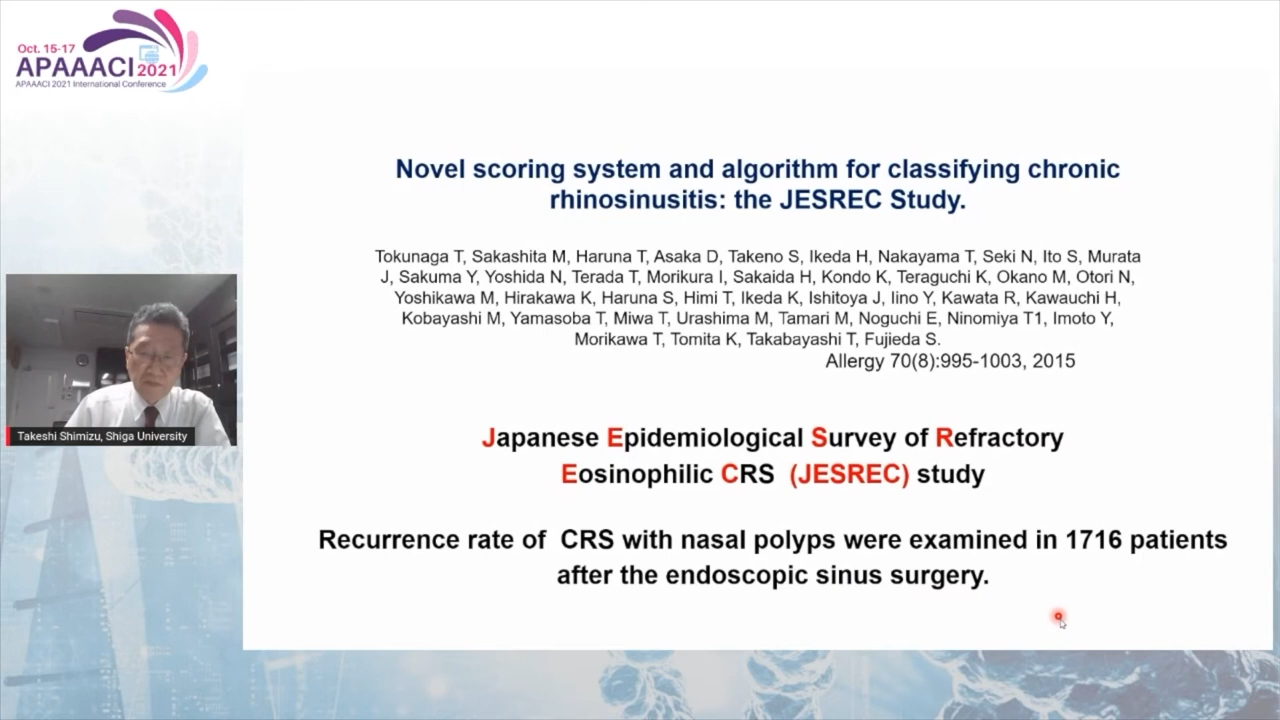 Oct. 15-17
APAAACI 2021
APAAACI 2021 International Conference
Novel scoring system and algorithm for classifying chronic
rhinosinusitis: the JESREC Study.
Tokunaga T, Sakashita M, Haruna T, Asaka D, Takeno S, Ikeda H, Nakayama T, Seki N, Ito S, Murata
J, Sakuma Y, Yoshida N, Terada T, Morikura I, Sakaida H, Kondo K, Teraguchi K, Okano M, Otori N,
Yoshikawa M, Hirakawa K, Haruna S, Himi T, Ikeda K, Ishitoya J, Iino Y, Kawata R, Kawauchi H,
Kobayashi M, Yamasoba T, Miwa T, Urashima M, Tamari M, Noguchi E, Ninomiya T1, Imoto Y,
Morikawa T, Tomita K, Takabayashi T, Fujieda S.
Allergy 70(8):995-1003, 2015
Takeshi Shimizu, Shiga University
Japanese Epidemiological Survey of Refractory
Eosinophilic CRS (JESREC) study
Recurrence rate of CRS with nasal polyps were examined in 1716 patients
after the endoscopic sinus surgery.